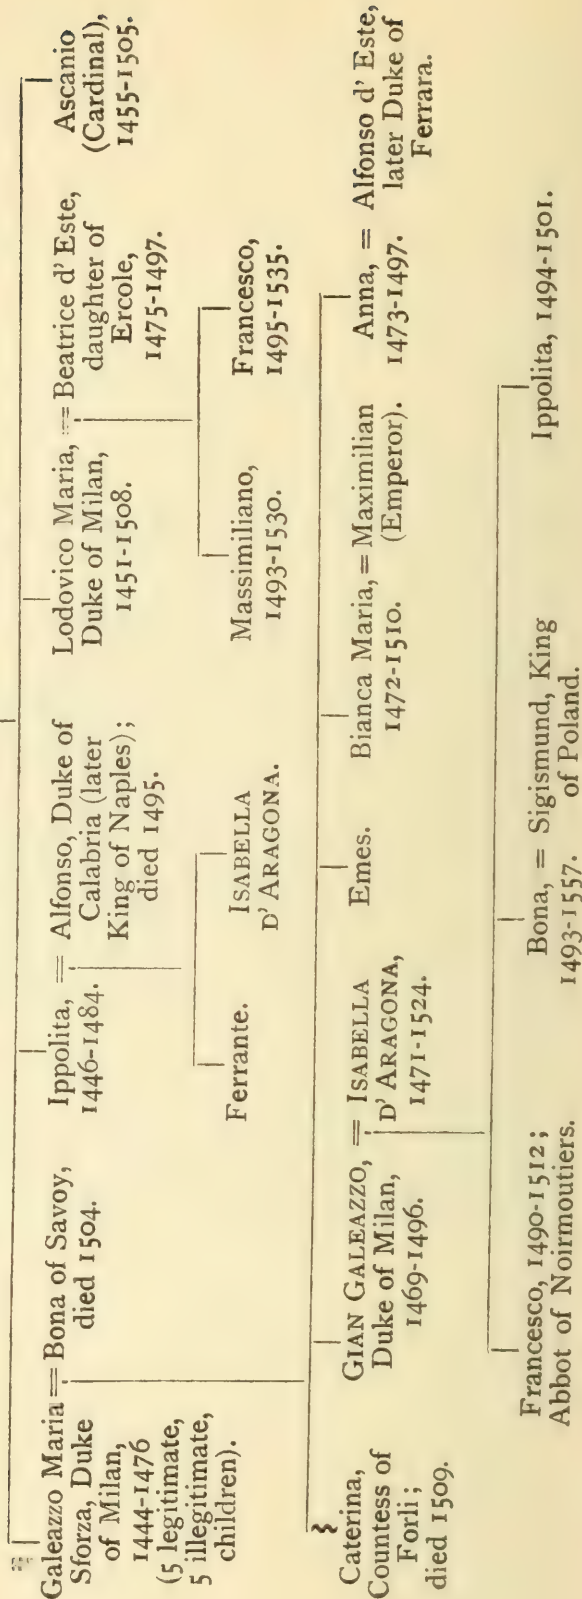 Galeazzo Maria = Bona of Savoy,
Sforza, Duke died 1504.
of Milan,
1444-1476
(5 legitimate,
5 illegitimate,
children).
Ippolita, = Alfonso, Duke of
1446-1484. Calabria (later
King of Naples);
died 1495.
Lodovico Maria, = Beatrice d'Este,
Duke of Milan, daughter of
1451-1508. Ercole,
1475-1497.
Ascanio
(Cardinal),
1455-1505.
Ferrante.
ISABELLA
D'ARAGONA.
Massimiliano,
1493-1530.
Francesco,
1495-1535.
Caterina,
Countess of
Forli;
died 1509.
GIAN GALEAZZO, = ISABELLA
Duke of Milan, D'ARAGONA,
1469-1496. 1471-1524.
Emes.
Bianca Maria, = Maximilian
1472-1510. (Emperor).
Anna, = Alfonso d'Este,
1473-1497. later Duke of
Ferrara.
Francesco, 1490-1512;
Abbot of Noirmoutiers.
Bona, = Sigismund, King
1493-1557. of Poland.
Ippolita, 1494-1501.